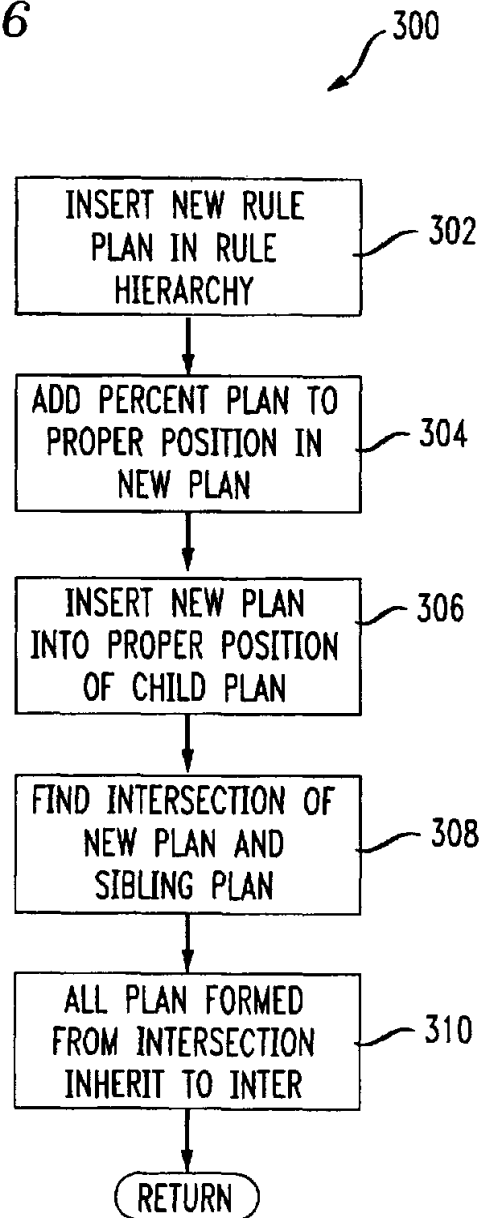 6
300
INSERT NEW RULE
PLAN IN RULE
HIERARCHY
302
ADD PERCENT PLAN TO
PROPER POSITION IN
NEW PLAN
304
INSERT NEW PLAN
INTO PROPER POSITION
OF CHILD PLAN
306
FIND INTERSECTION OF
NEW PLAN AND
SIBLING PLAN
308
ALL PLAN FORMED
FROM INTERSECTION
INHERIT TO INTER
310
RETURN